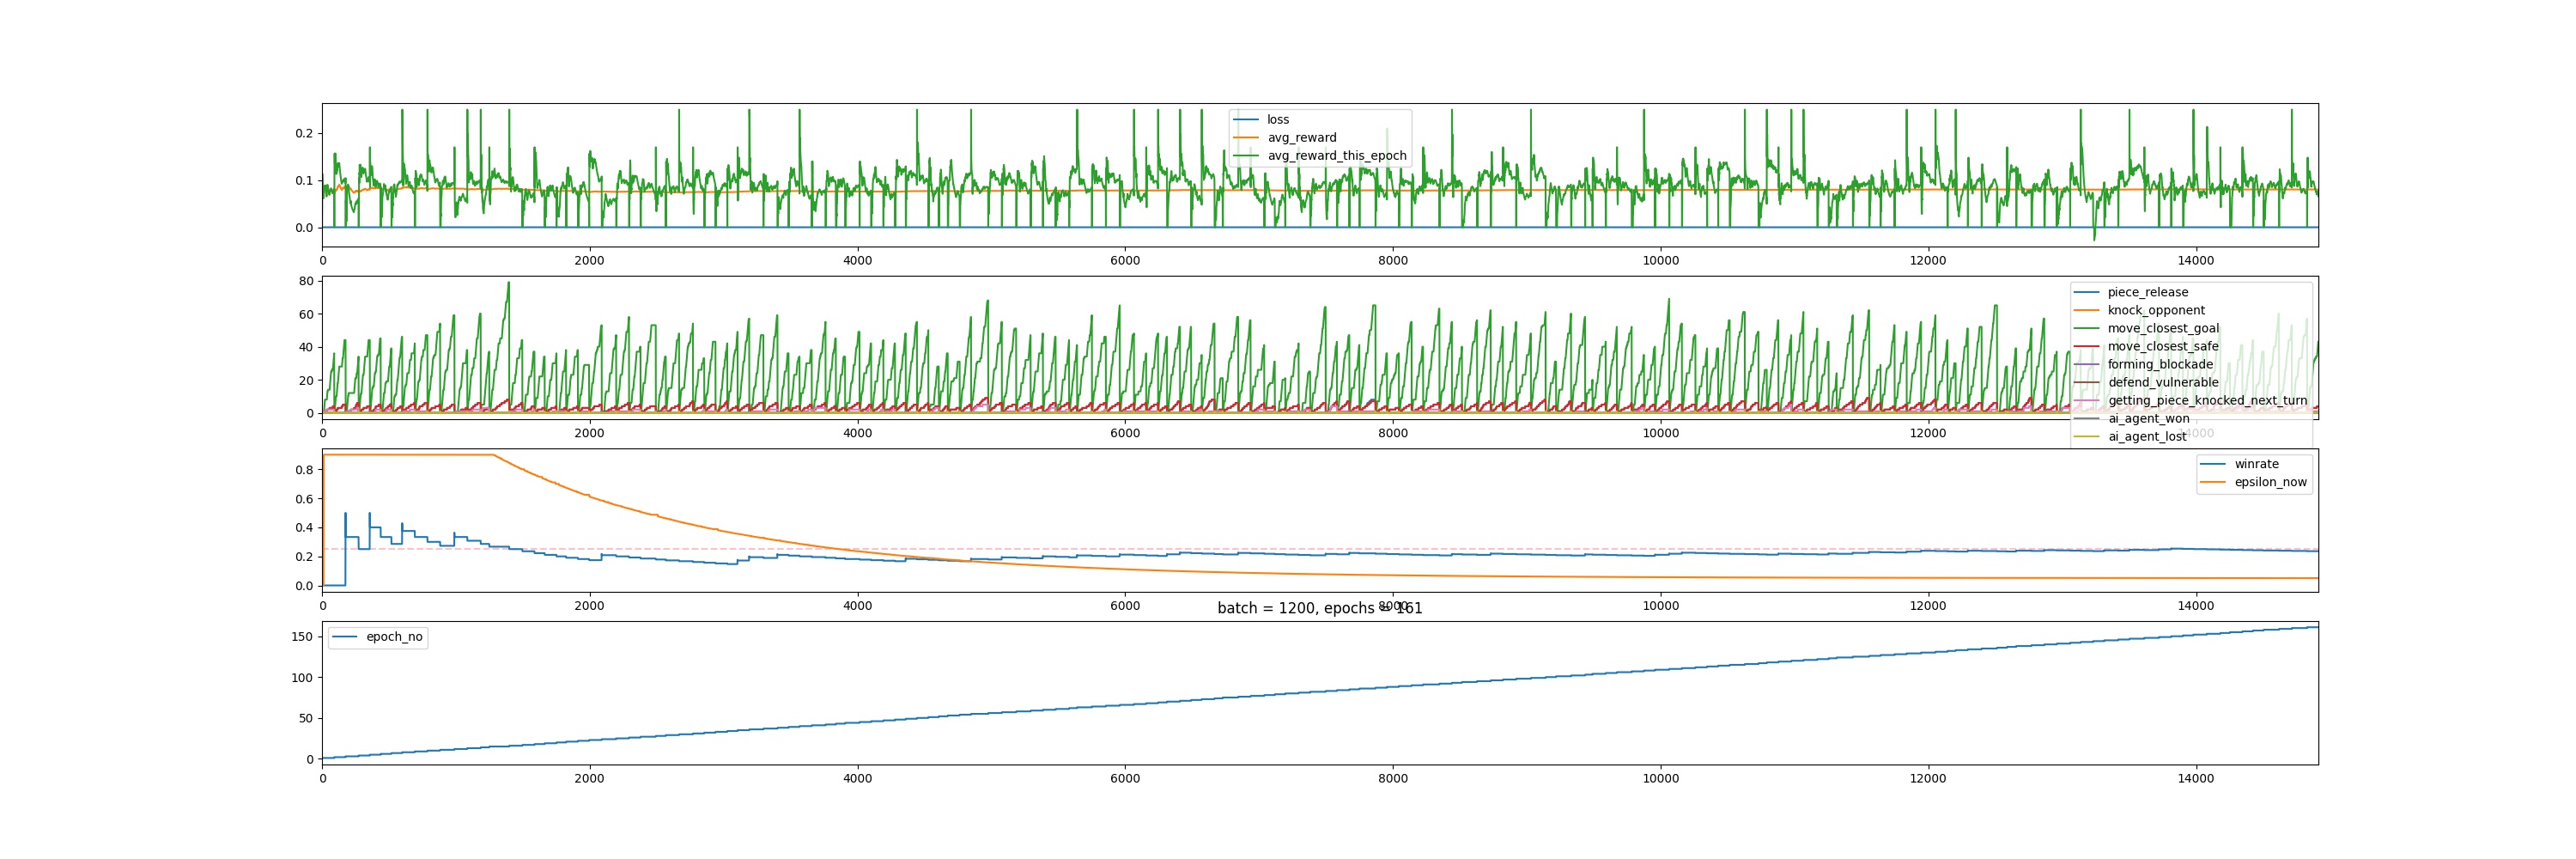 0.2
0.1
0.0
loss
avg_reward
avg_reward_this_epoch
0 2000 4000 6000 8000 10000 12000 14000
80
60
40
20
0
piece_release
knock_opponent
move_closest_goal
move_closest_safe
forming_blockade
defend_vulnerable
getting_piece_knocked_next_turn
ai_agent_won
ai_agent_lost
0 2000 4000 6000 8000 10000 12000 14000
0.8
0.6
0.4
0.2
0.0
winrate
epsilon_now
0 2000 4000 6000 8000 10000 12000 14000
batch = 1200, epochs = 161
150
100
50
0
epoch_no
0 2000 4000 6000 8000 10000 12000 14000